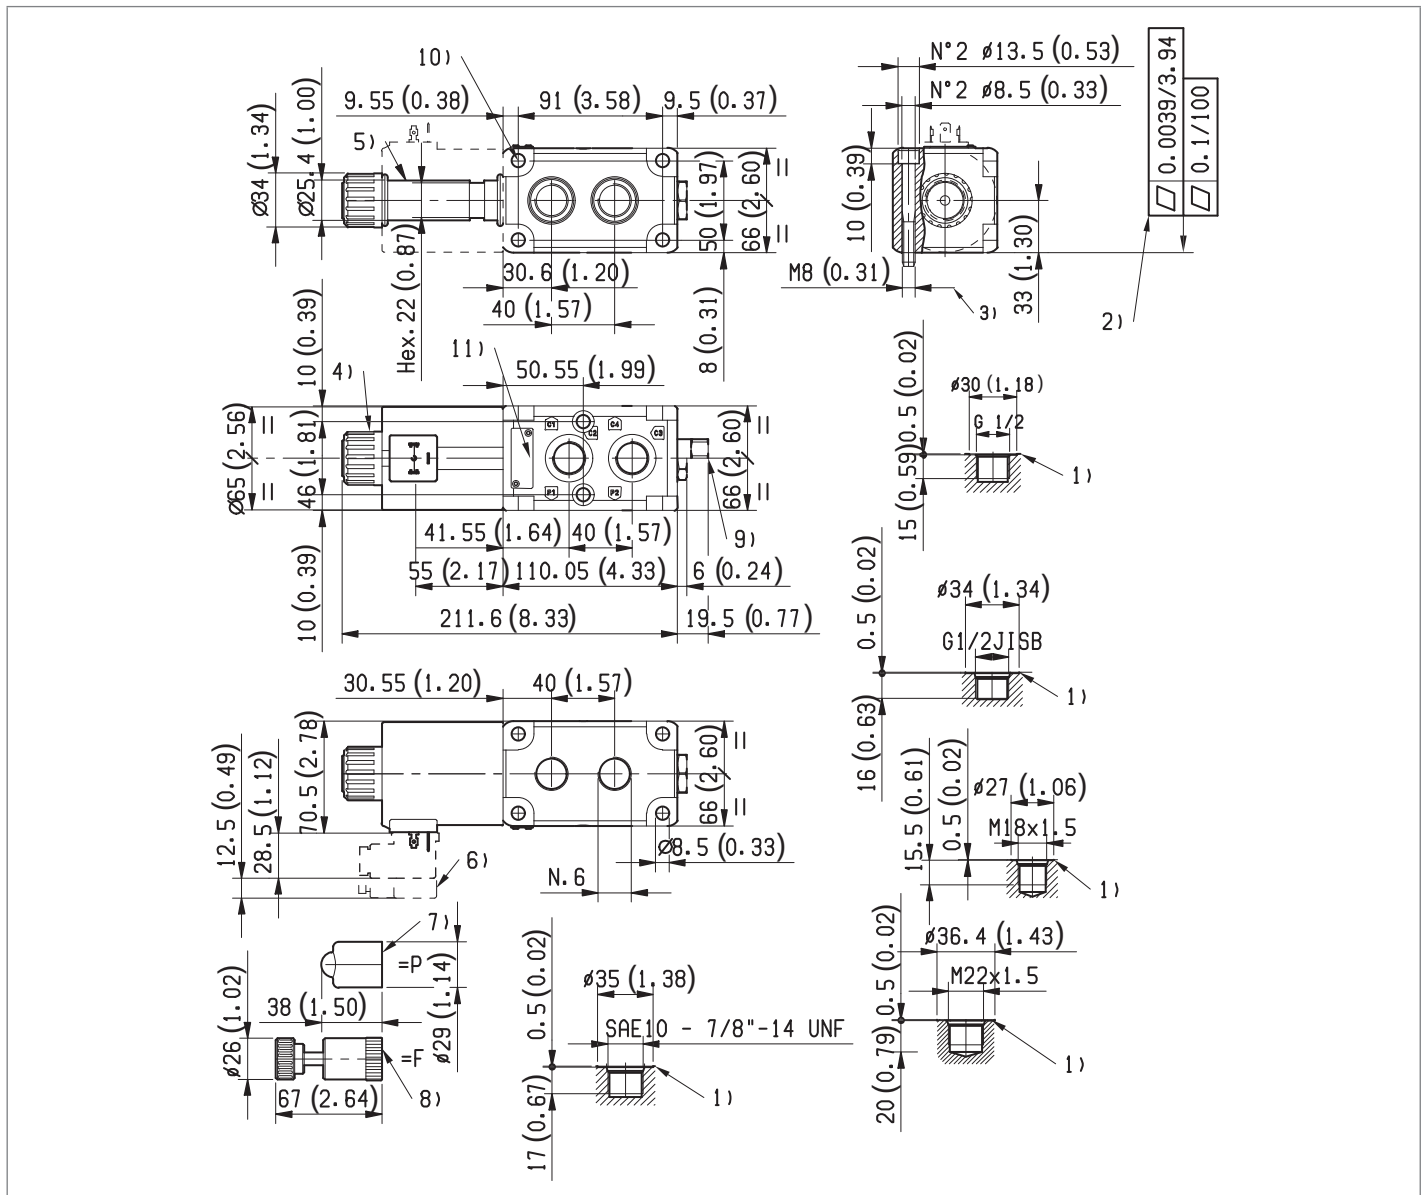 10)
9.55 (0.38)
91 (3.58)
9.5 (0.37)
5)
Ø34 (1.34)
Ø25.4 (1.00)
Hex.22 (0.87)
50 (1.97)
66 (2.60)
=
=
30.6 (1.20)
40 (1.57)
8 (0.31)
N°2 ø13.5 (0.53)
N°2 ø8.5 (0.33)
10 (0.39)
M8 (0.31)
3)
33 (1.30)
2)
0.0039/3.94
0.1/100
10 (0.39)
4)
11)
50.55 (1.99)
Ø65 (2.56)
=
=
46 (1.81)
10 (0.39)
C1
C2
C4
C3
P1
P2
66 (2.60)
=
=
41.55 (1.64)
40 (1.57)
9)
55 (2.17)
110.05 (4.33)
6 (0.24)
211.6 (8.33)
19.5 (0.77)
0.5 (0.02)
15 (0.59)
ø30 (1.18)
G 1/2
1)
0.5 (0.02)
16 (0.63)
ø34 (1.34)
G1/2JISB
1)
30.55 (1.20)
40 (1.57)
70.5 (2.78)
12.5 (0.49)
28.5 (1.12)
66 (2.60)
=
=
Ø8.5 (0.33)
N.6
6)
15.5 (0.61)
0.5 (0.02)
ø27 (1.06)
M18x1.5
1)
7)
=P
38 (1.50)
ø29 (1.14)
ø26 (1.02)
=F
8)
67 (2.64)
0.5 (0.02)
17 (0.67)
ø35 (1.38)
SAE10 - 7/8"-14 UNF
1)
0.5 (0.02)
20 (0.79)
ø36.4 (1.43)
M22x1.5
1)